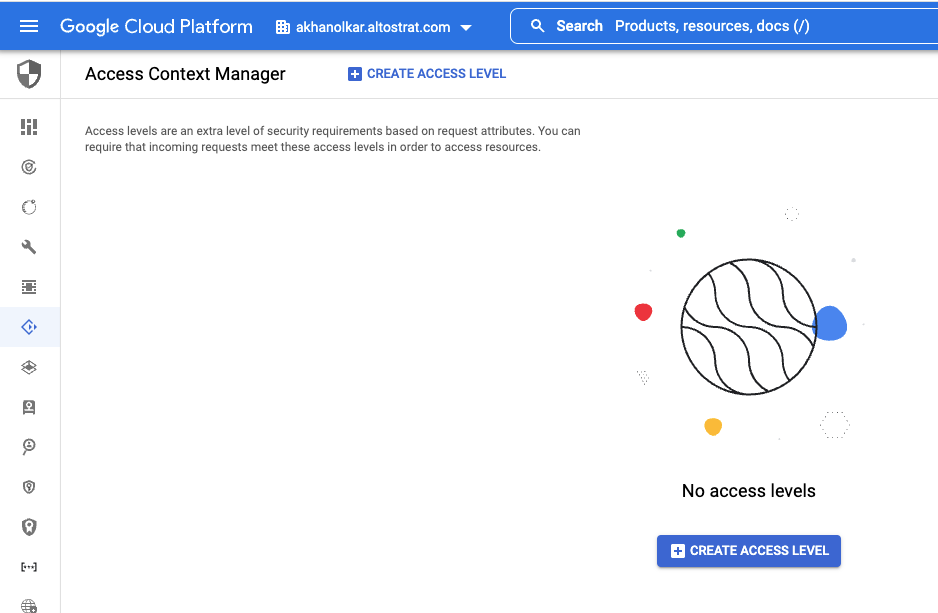 Google Cloud Platform
akhanolkar.altostrat.com
Search Products, resources, docs (/)
Access Context Manager
CREATE ACCESS LEVEL
Access levels are an extra level of security requirements based on request attributes. You can
require that incoming requests meet these access levels in order to access resources.
No access levels
CREATE ACCESS LEVEL